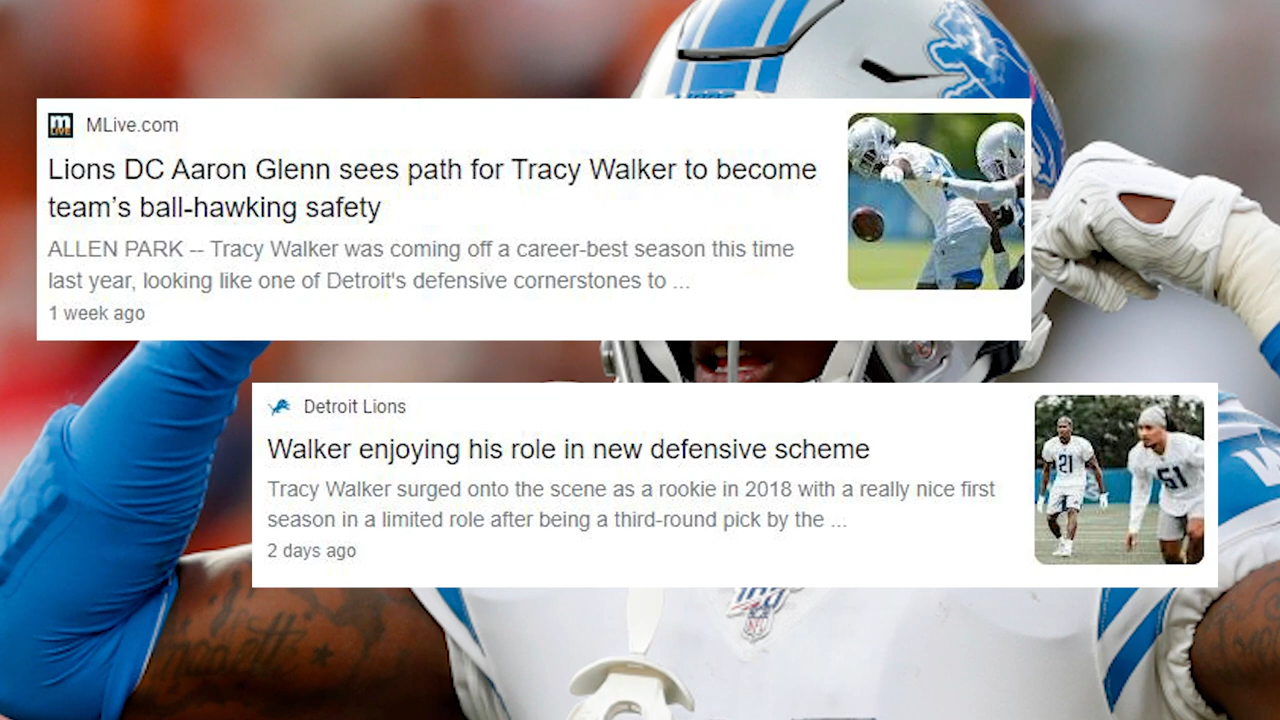 MLive.com
Lions DC Aaron Glenn sees path for Tracy Walker to become
team’s ball-hawking safety
ALLEN PARK -- Tracy Walker was coming off a career-best season this time
last year, looking like one of Detroit's defensive cornerstones to ...
1 week ago
Detroit Lions
Walker enjoying his role in new defensive scheme
Tracy Walker surged onto the scene as a rookie in 2018 with a really nice first
season in a limited role after being a third-round pick by the ...
2 days ago
21
51
NFL